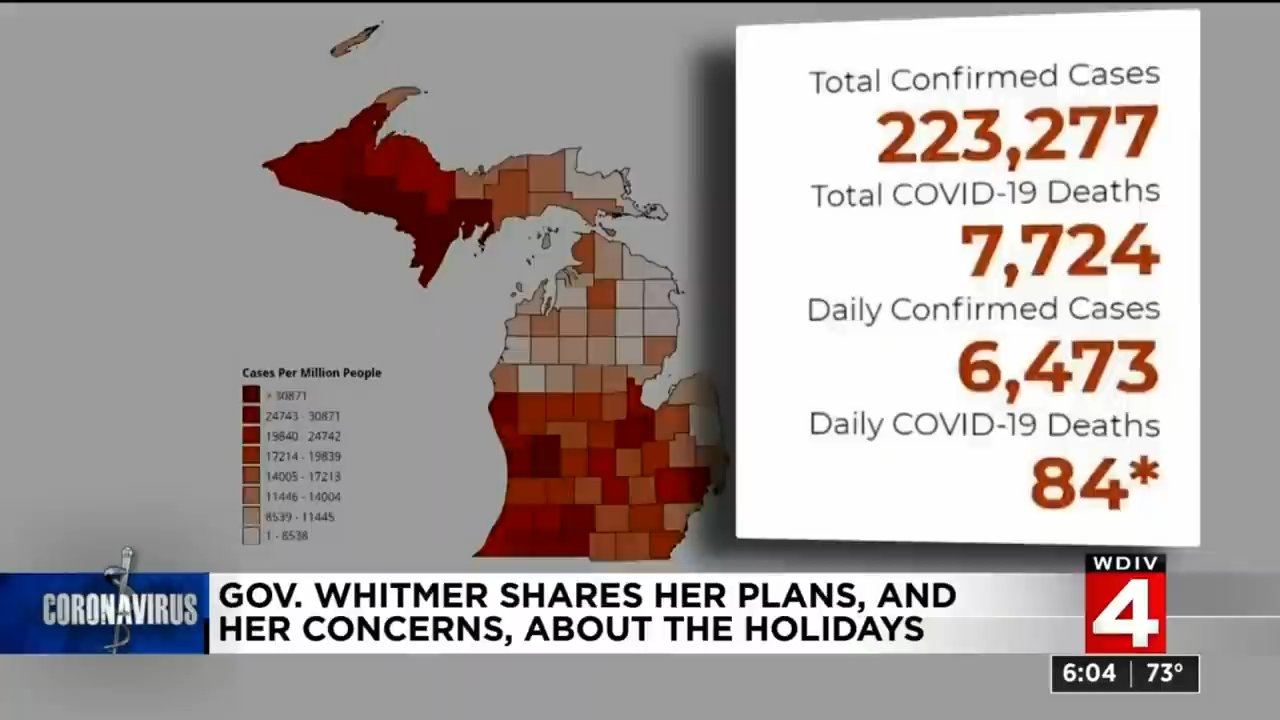 Total Confirmed Cases
223,277
Total COVID-19 Deaths
7,724
Daily Confirmed Cases
6,473
Daily COVID-19 Deaths
84*
Cases Per Million People
> 30871
24743 - 30871
19840 - 24742
17214 - 19839
14005 - 17213
11446 - 14004
8539 - 11445
1 - 8538
CORONAVIRUS
GOV. WHITMER SHARES HER PLANS, AND
HER CONCERNS, ABOUT THE HOLIDAYS
WDIV
4
6:04 | 73°